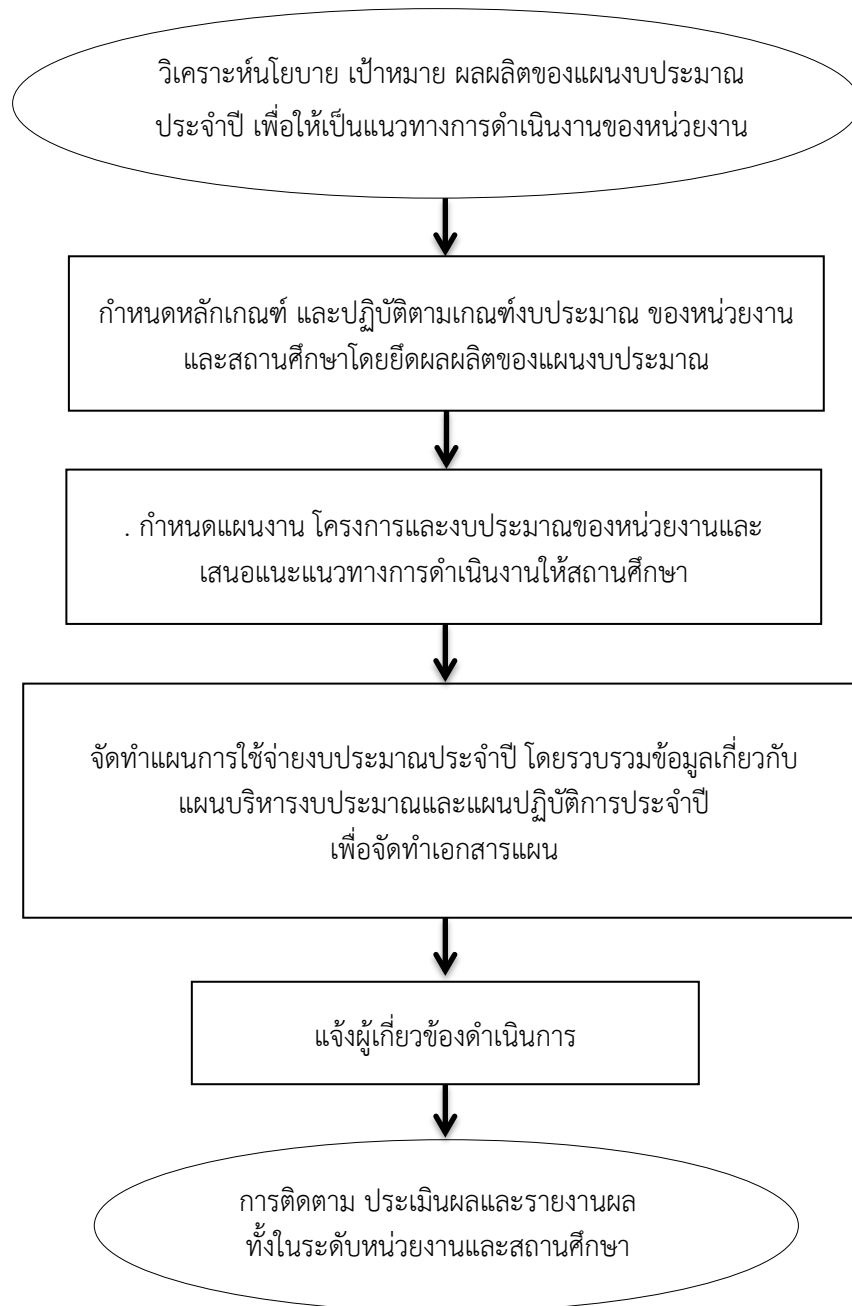 วิเคราะห์นโยบาย เป้าหมาย ผลผลิตของแผนงบประมาณ
ประจำปี เพื่อให้เป็นแนวทางการดำเนินงานของหน่วยงาน
กำหนดหลักเกณฑ์ และปฏิบัติตามเกณฑ์งบประมาณ ของหน่วยงาน
และสถานศึกษาโดยยึดผลผลิตของแผนงบประมาณ
. กำหนดแผนงาน โครงการและงบประมาณของหน่วยงานและ
เสนอแนะแนวทางการดำเนินงานให้สถานศึกษา
จัดทำแผนการใช้จ่ายงบประมาณประจำปี โดยรวบรวมข้อมูลเกี่ยวกับ
แผนบริหารงบประมาณและแผนปฏิบัติการประจำปี
เพื่อจัดทำเอกสารแผน
แจ้งผู้เกี่ยวข้องดำเนินการ
การติดตาม ประเมินผลและรายงานผล
ทั้งในระดับหน่วยงานและสถานศึกษา